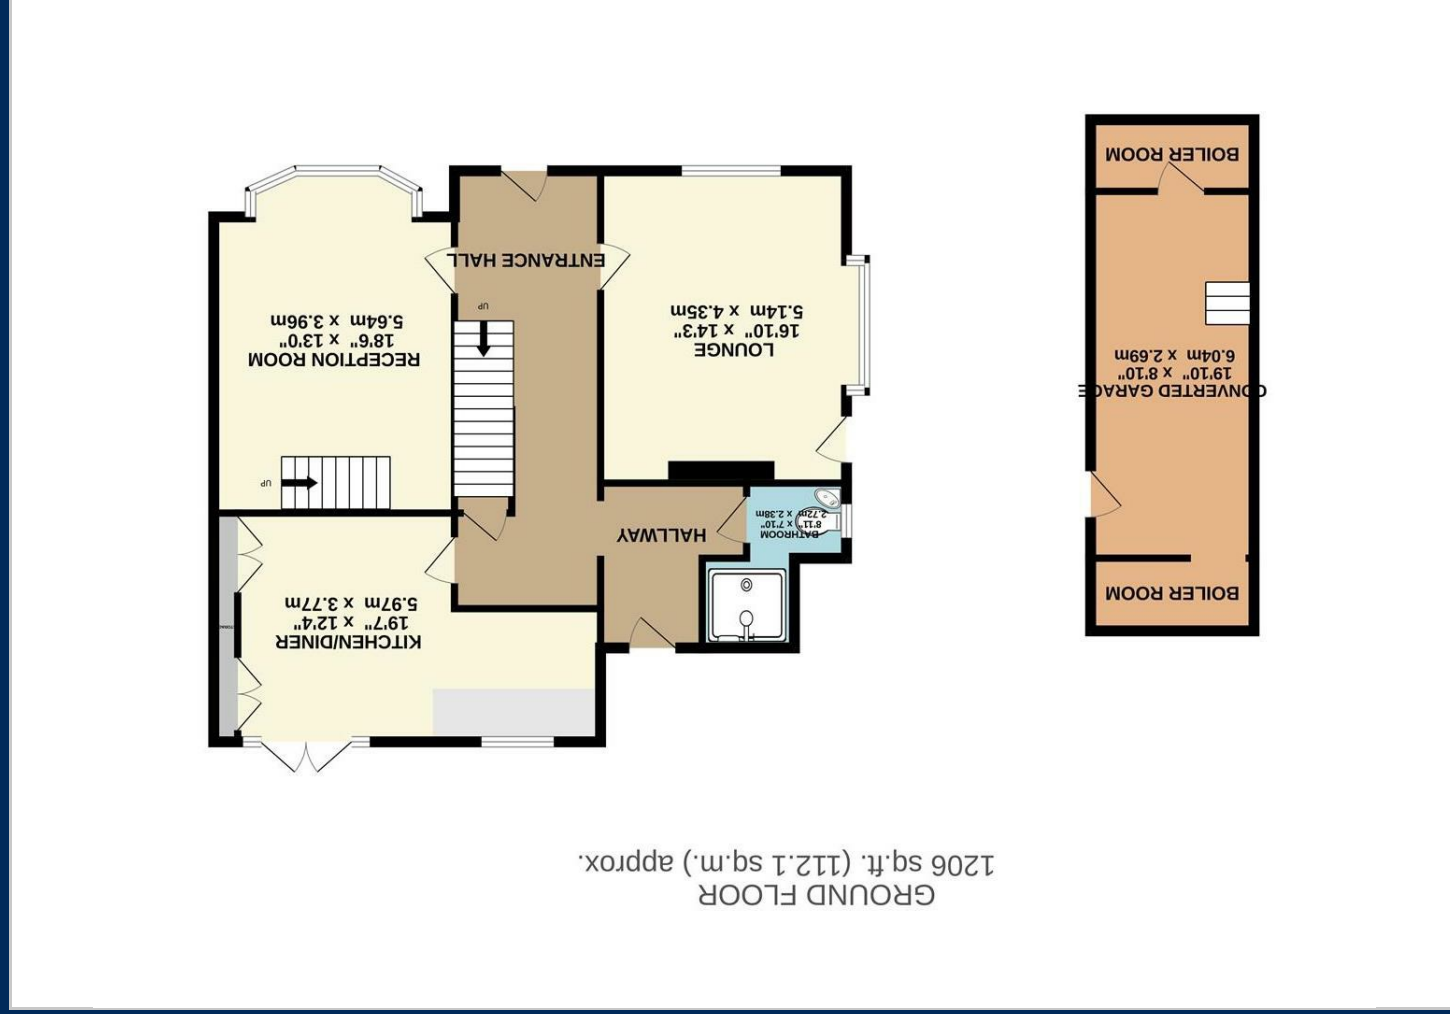 GROUND FLOOR
1206 sq.ft. (112.1 sq.m.) approx.
KITCHEN/DINER
19'7" x 12'4"
5.97m x 3.77m
BATHROOM
8'11" x 7'10"
2.72m x 2.38m
HALLWAY
UP
RECEPTION ROOM
18'6" x 13'0"
5.64m x 3.96m
LOUNGE
16'10" x 14'3"
5.14m x 4.35m
UP
ENTRANCE HALL
BOILER ROOM
CONVERTED GARAGE
19'10" x 8'10"
6.04m x 2.69m
BOILER ROOM